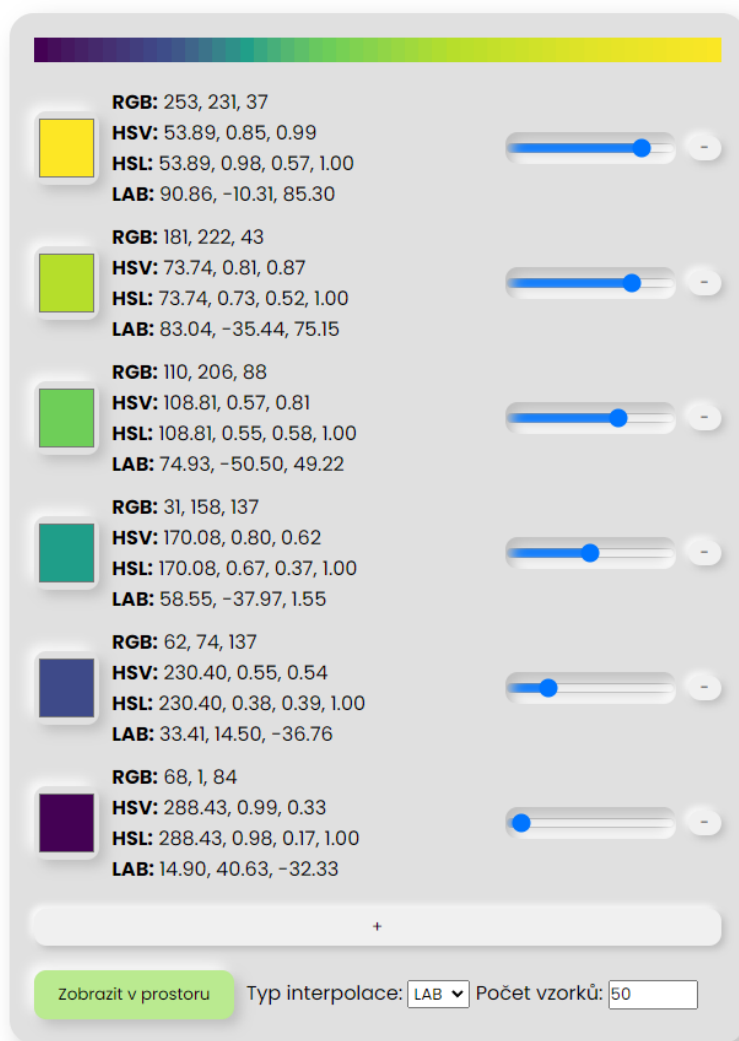 RGB: 253, 231, 37
HSV: 53.89, 0.85, 0.99
HSL: 53.89, 0.98, 0.57, 1.00
LAB: 90.86, -10.31, 85.30
-
RGB: 181, 222, 43
HSV: 73.74, 0.81, 0.87
HSL: 73.74, 0.73, 0.52, 1.00
LAB: 83.04, -35.44, 75.15
-
RGB: 110, 206, 88
HSV: 108.81, 0.57, 0.81
HSL: 108.81, 0.55, 0.58, 1.00
LAB: 74.93, -50.50, 49.22
-
RGB: 31, 158, 137
HSV: 170.08, 0.80, 0.62
HSL: 170.08, 0.67, 0.37, 1.00
LAB: 58.55, -37.97, 1.55
-
RGB: 62, 74, 137
HSV: 230.40, 0.55, 0.54
HSL: 230.40, 0.38, 0.39, 1.00
LAB: 33.41, 14.50, -36.76
-
RGB: 68, 1, 84
HSV: 288.43, 0.99, 0.33
HSL: 288.43, 0.98, 0.17, 1.00
LAB: 14.90, 40.63, -32.33
-
+
Zobrazit v prostoru Typ interpolace: LAB Počet vzorků: 50